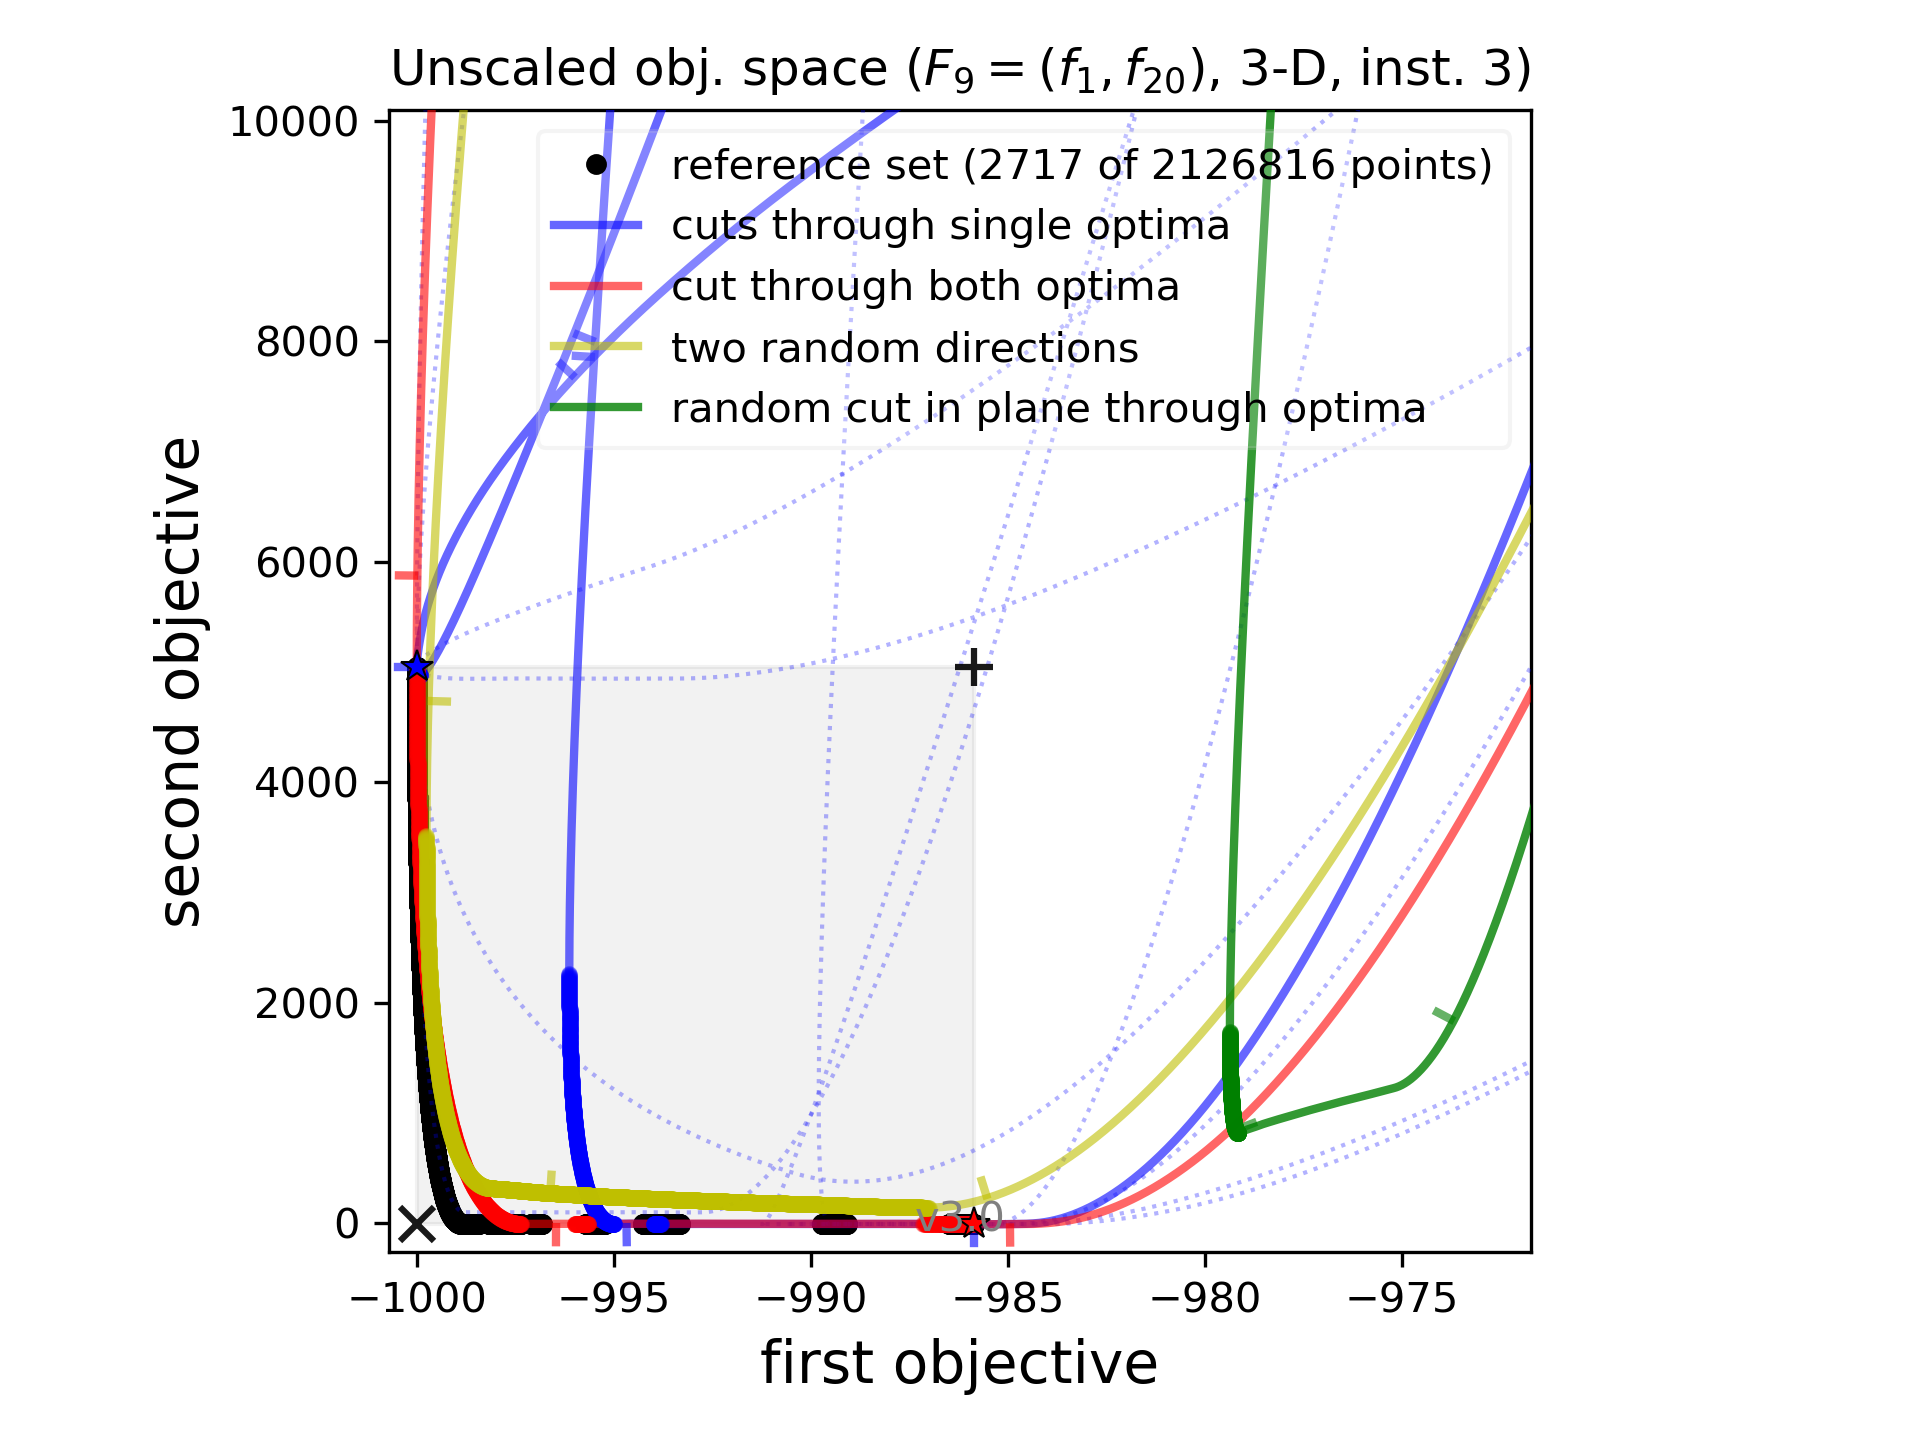 Unscaled obj. space (F₉ = (f₁, f₂₀), 3-D, inst. 3)
reference set (2717 of 2126816 points)
cuts through single optima
cut through both optima
two random directions
random cut in plane through optima
10000
8000
6000
4000
2000
0
second objective
v3.0
−1000
−995
−990
−985
−980
−975
first objective